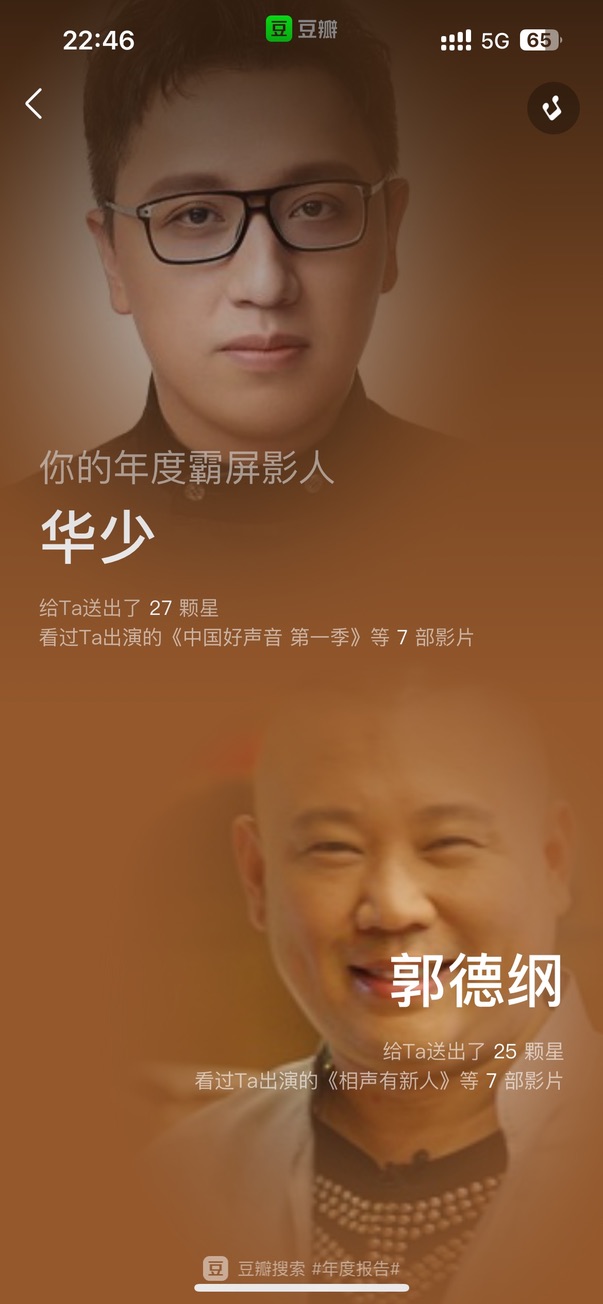 22:46
豆 豆瓣
5G 65
你的年度霸屏影人
华少
给Ta送出了 27 颗星
看过Ta出演的《中国好声音 第一季》等 7 部影片
郭德纲
给Ta送出了 25 颗星
看过Ta出演的《相声有新人》等 7 部影片
豆 豆瓣搜索 #年度报告#